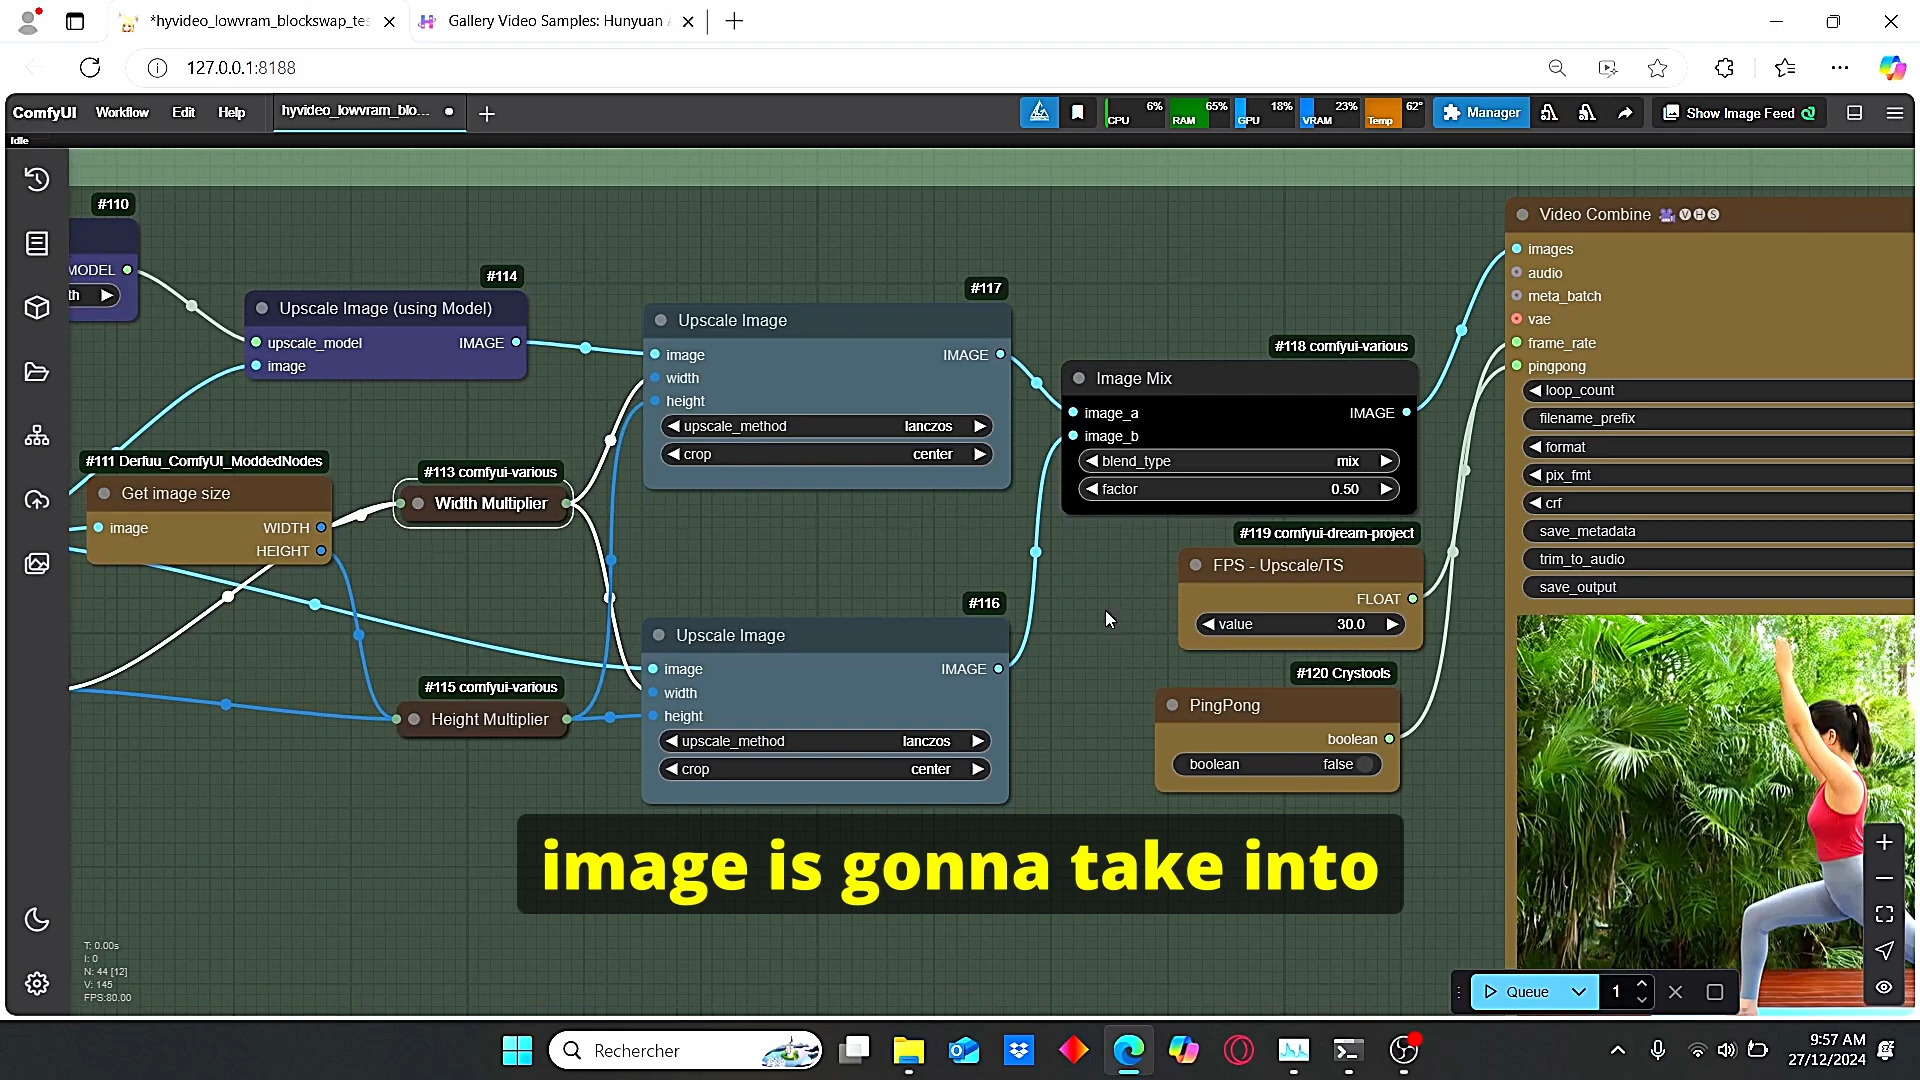 *hyvideo_lowvram_blockswap_tes
Gallery Video Samples: Hunyuan
127.0.0.1:8188
ComfyUI
Workflow
Edit
Help
hyvideo_lowvram_blo...
CPU 6%
RAM 65%
GPU 18%
VRAM 23%
Temp 62°
Manager
Show Image Feed
Idle
#110
MODEL
th
#114
Upscale Image (using Model)
upscale_model
IMAGE
image
#117
Upscale Image
image
IMAGE
width
height
upscale_method
lanczos
crop
center
#118 comfyui-various
Image Mix
image_a
IMAGE
image_b
blend_type
mix
factor
0.50
Video Combine VHS
images
audio
meta_batch
vae
frame_rate
pingpong
loop_count
filename_prefix
format
pix_fmt
crf
save_metadata
trim_to_audio
save_output
#111 Derfuu_ComfyUI_ModdedNodes
Get image size
image
WIDTH
HEIGHT
#113 comfyui-various
Width Multiplier
#115 comfyui-various
Height Multiplier
#116
Upscale Image
image
IMAGE
width
height
upscale_method
lanczos
crop
center
#119 comfyui-dream-project
FPS - Upscale/TS
FLOAT
value
30.0
#120 Crystools
PingPong
boolean
boolean
false
image is gonna take into
T: 0.00s
I: 0
N: 44 [12]
V: 145
FPS:80.00
Queue
1
Rechercher
9:57 AM
27/12/2024